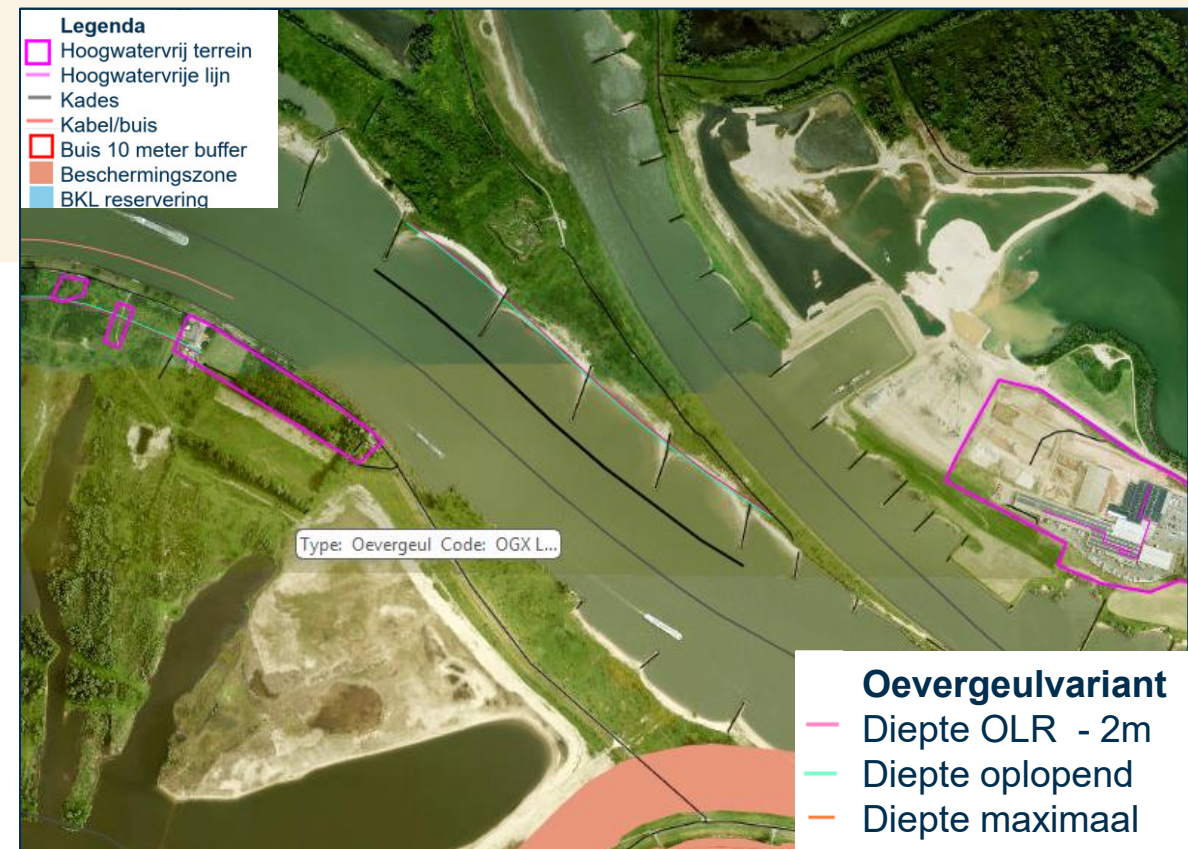 Legenda
Hoogwatervrij terrein
Hoogwatervrije lijn
Kades
Kabel/buis
Buis 10 meter buffer
Beschermingszone
BKL reservering
Type: Oevergeul Code: OGX L...
Oevergeulvariant
Diepte OLR - 2m
Diepte oplopend
Diepte maximaal